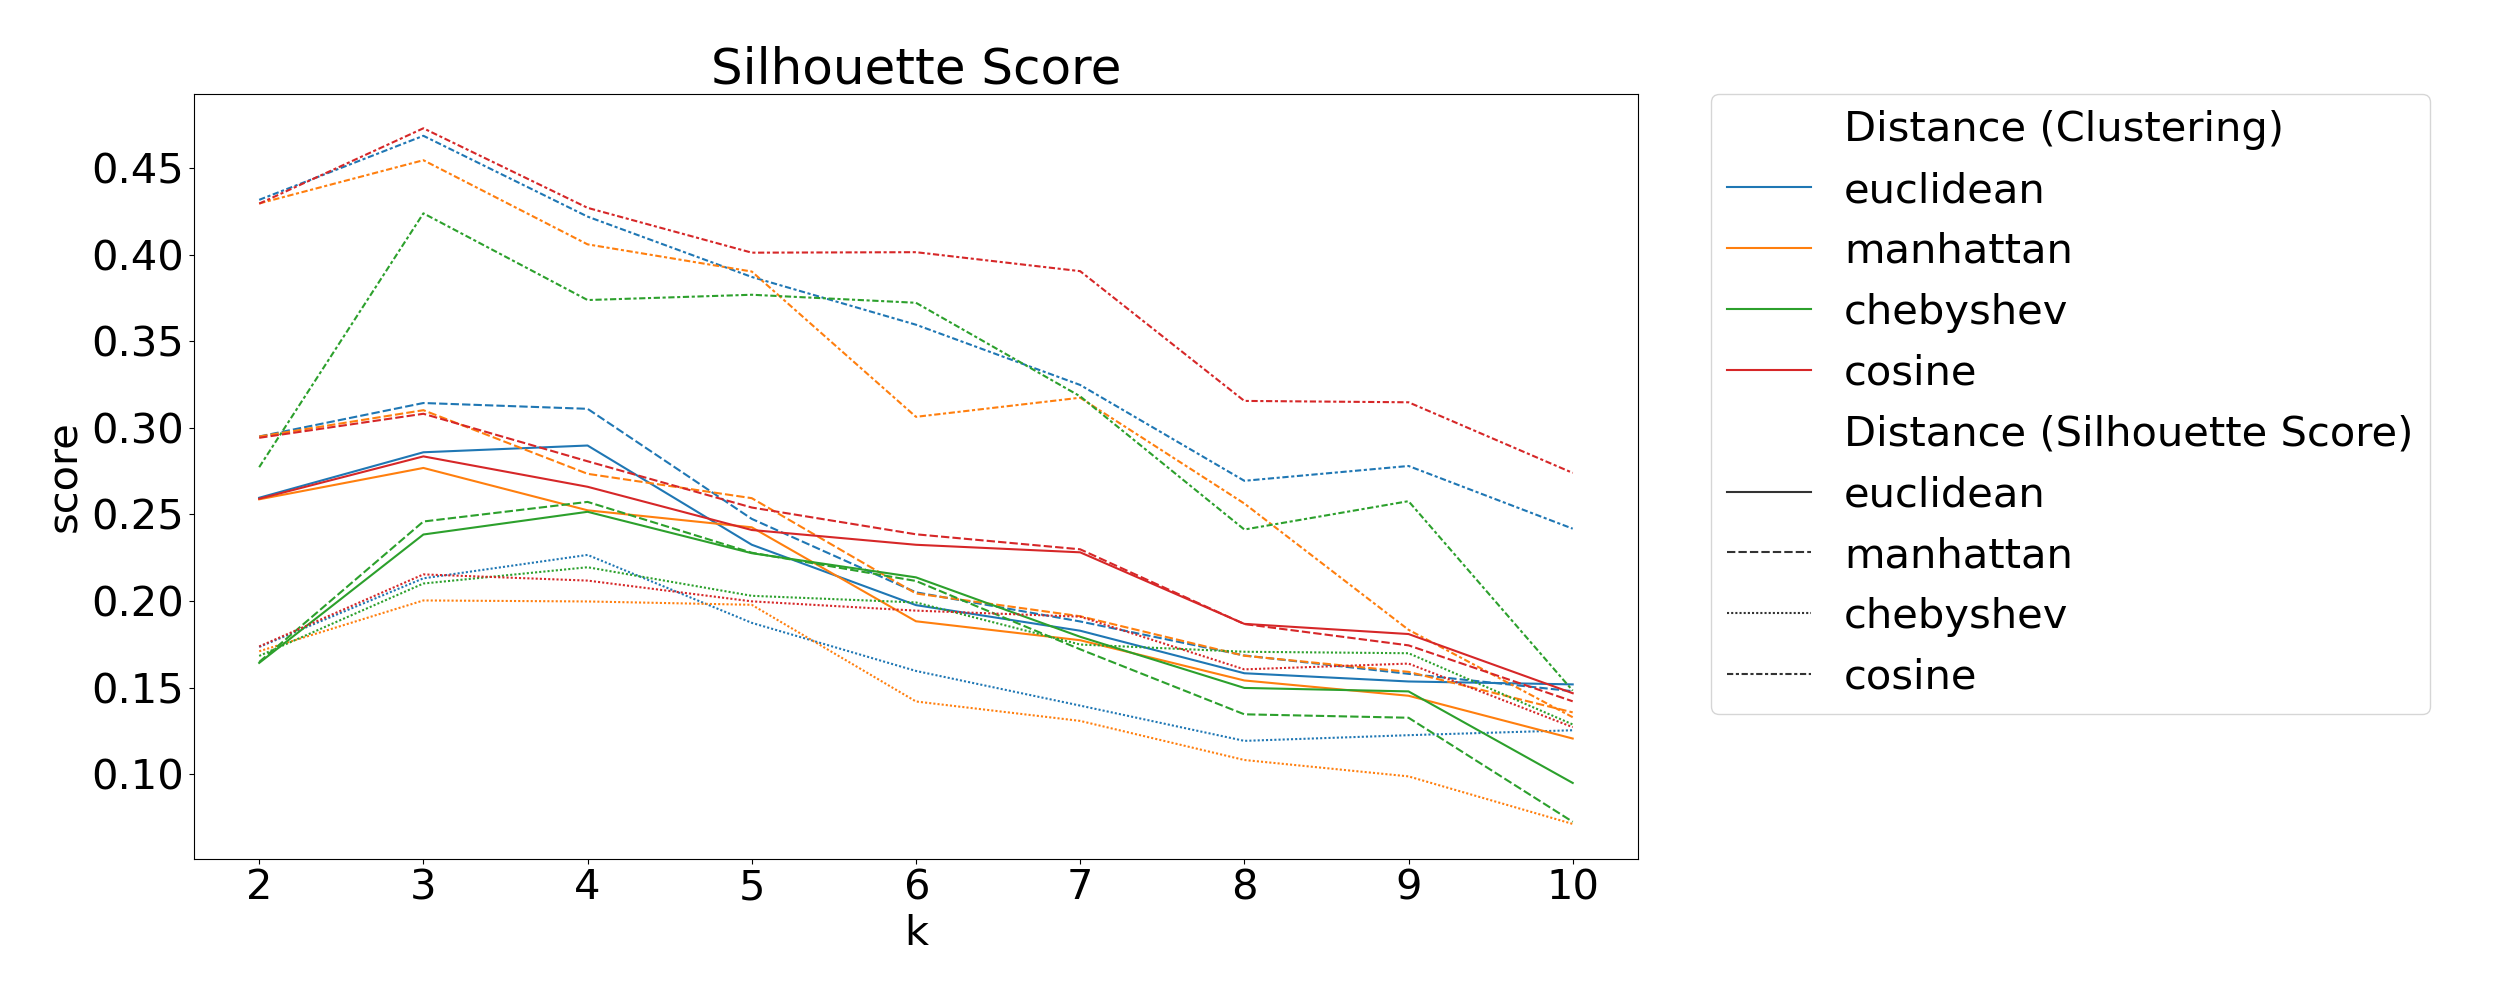 Silhouette Score
score
0.45
0.40
0.35
0.30
0.25
0.20
0.15
0.10
2 3 4 5 6 7 8 9 10
k
Distance (Clustering)
euclidean
manhattan
chebyshev
cosine
Distance (Silhouette Score)
euclidean
manhattan
chebyshev
cosine